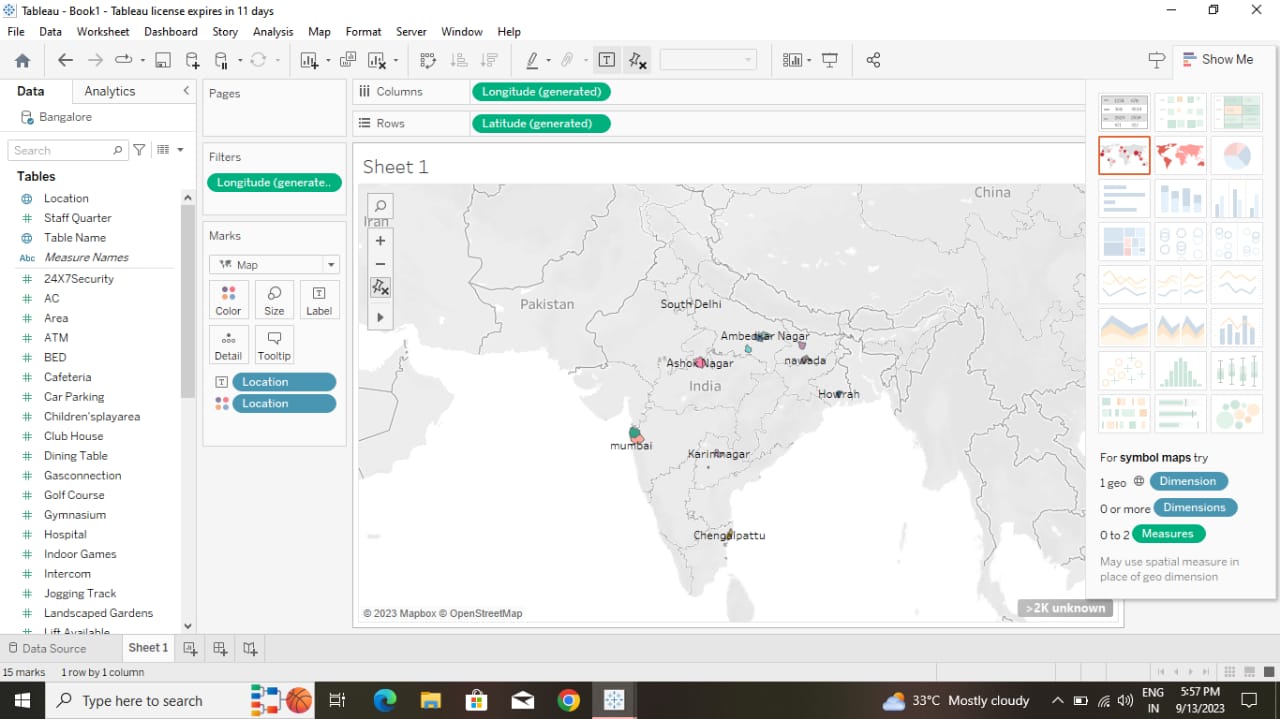 Tableau - Book1 - Tableau license expires in 11 days
File Data Worksheet Dashboard Story Analysis Map Format Server Window Help
Show Me
Data Analytics
Bangalore
Search
Tables
Location
Staff Quarter
Table Name
Abc Measure Names
24X7Security
AC
Area
ATM
BED
Cafeteria
Car Parking
Children'splayarea
Club House
Dining Table
Gasconnection
Golf Course
Gymnasium
Hospital
Indoor Games
Intercom
Jogging Track
Landscaped Gardens
Lift Available
Pages
Filters
Longitude (generate..
Marks
Map
Color Size Label
Detail Tooltip
Location
Location
Columns Longitude (generated)
Rows Latitude (generated)
Sheet 1
China
Iran
Pakistan
South Delhi
Ambedkar Nagar
Ashok Nagar
nawada
India
Howrah
mumbai
Karimnagar
Chengalpattu
© 2023 Mapbox © OpenStreetMap
>2K unknown
For symbol maps try
1 geo Dimension
0 or more Dimensions
0 to 2 Measures
May use spatial measure in
place of geo dimension
Data Source Sheet 1
15 marks 1 row by 1 column
Type here to search
33°C Mostly cloudy
ENG
IN
5:57 PM
9/13/2023